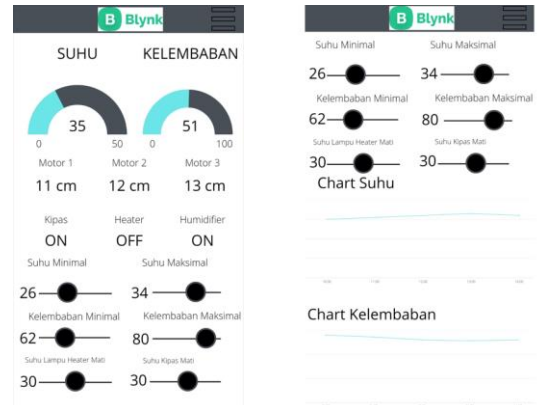 B Blynk
SUHU KELEMBABAN
35 51
0 50 0 100
Motor 1 Motor 2 Motor 3
11 cm 12 cm 13 cm
Kipas Heater Humidifier
ON OFF ON
Suhu Minimal Suhu Maksimal
26 34
Kelembaban Minimal Kelembaban Maksimal
62 80
Suhu Lampu Heater Mati Suhu Kipas Mati
30 30
B Blynk
Suhu Minimal Suhu Maksimal
26 34
Kelembaban Minimal Kelembaban Maksimal
62 80
Suhu Lampu Heater Mati Suhu Kipas Mati
30 30
Chart Suhu
Chart Kelembaban